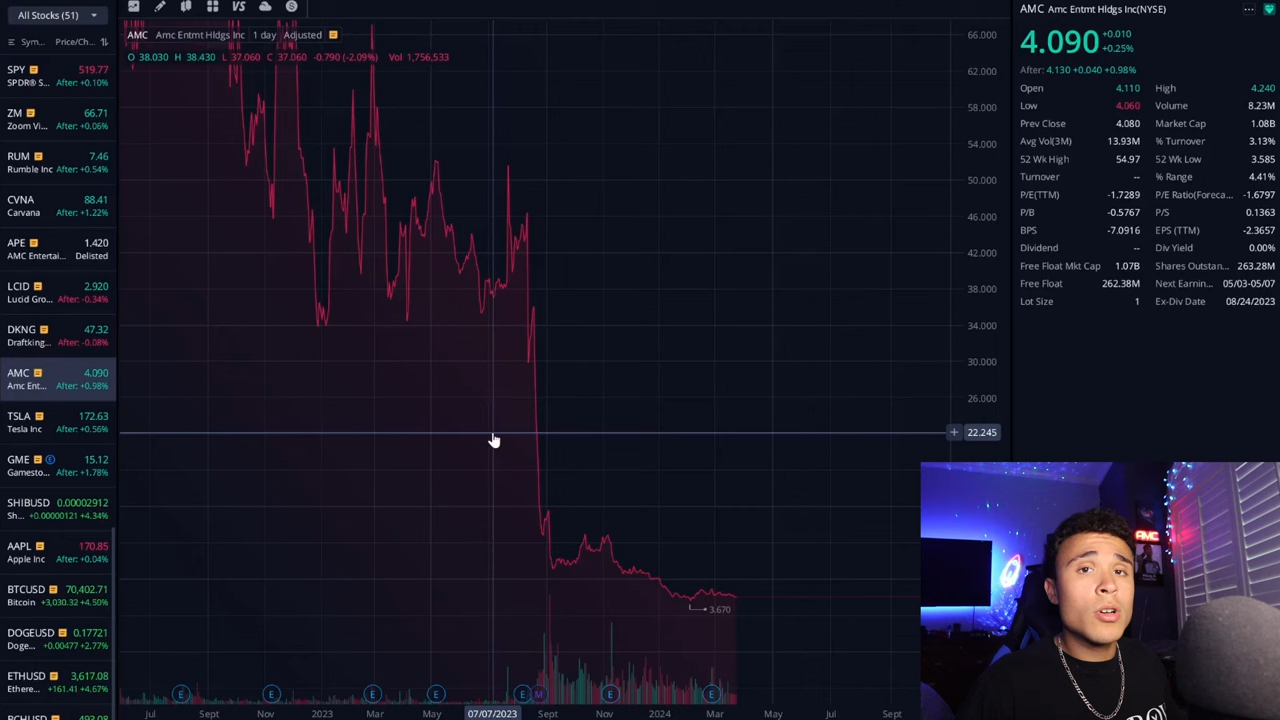 All Stocks (51)
VS
Sym... Price/Ch...
SPY 519.77
SPDR® S... After: +0.10%
ZM 66.71
Zoom Vi... After: +0.06%
RUM 7.46
Rumble Inc After: +0.54%
CVNA 88.41
Carvana After: +1.22%
APE 1.420
AMC Entertai... Delisted
LCID 2.920
Lucid Gro... After: -0.34%
DKNG 47.32
Draftking... After: -0.08%
AMC 4.090
Amc Ent... After: +0.98%
TSLA 172.63
Tesla Inc After: +0.56%
GME E 15.12
Gamesto... After: +1.78%
SHIBUSD 0.00002912
Sh... +0.00000121 +4.34%
AAPL 170.85
Apple Inc After: +0.04%
BTCUSD 70,402.71
Bitcoin +3,030.32 +4.50%
DOGEUSD 0.17721
Doge... +0.00477 +2.77%
ETHUSD 3,617.08
Ethere... +161.41 +4.67%
AMC Amc Entmt Hldgs Inc 1 day Adjusted
O 38.030 H 38.430 L 37.060 C 37.060 -0.790 (-2.09%) Vol 1,756,533
66.000
62.000
58.000
54.000
50.000
46.000
42.000
38.000
34.000
30.000
26.000
22.245
3.670
E E E E E M E E
Jul Sept Nov 2023 Mar May 07/07/2023 Sept Nov 2024 Mar May Jul Sept
AMC Amc Entmt Hldgs Inc(NYSE)
4.090 +0.010
+0.25%
After: 4.130 +0.040 +0.98%
Open 4.110 High 4.240
Low 4.060 Volume 8.23M
Prev Close 4.080 Market Cap 1.08B
Avg Vol(3M) 13.93M % Turnover 3.13%
52 Wk High 54.97 52 Wk Low 3.585
Turnover -- % Range 4.41%
P/E(TTM) -1.7289 P/E Ratio(Foreca... -1.6797
P/B -0.5767 P/S 0.1363
BPS -7.0916 EPS (TTM) -2.3657
Dividend -- Div Yield 0.00%
Free Float Mkt Cap 1.07B Shares Outstan... 263.28M
Free Float 262.38M Next Earnin... 05/03-05/07
Lot Size 1 Ex-Div Date 08/24/2023
AMC